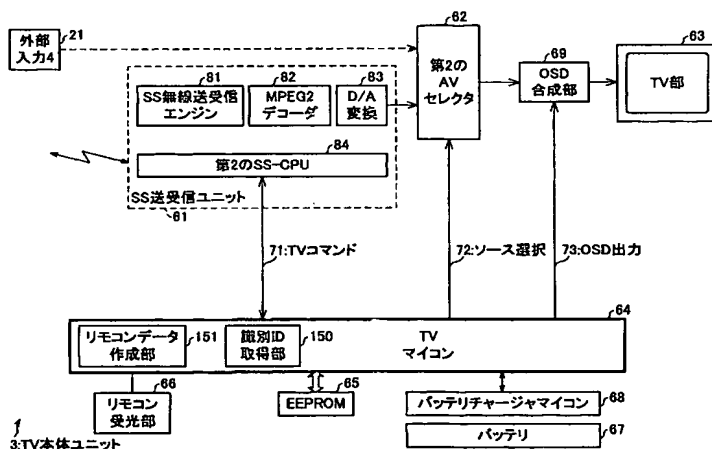 外部
入力4
21
62
第2の
AV
セレクタ
69
OSD
合成部
63
TV部
81
SS無線送受信
エンジン
82
MPEG2
デコーダ
83
D/A
変換
84
第2のSS-CPU
SS送受信ユニット
61
71:TVコマンド
72:ソース選択
73:OSD出力
64
リモコンデータ
作成部
151
識別ID
取得部
150
TV
マイコン
66
リモコン
受光部
65
EEPROM
バッテリチャージャマイコン
68
バッテリ
67
3:TV本体ユニット